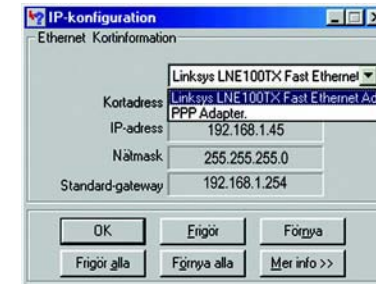 IP-konfiguration
Ethernet Kortinformation
Linksys LNE100TX Fast Ethernet
Kortadress
Linksys LNE100TX Fast Ethernet Ad
PPP Adapter.
IP-adress 192.168.1.45
Nätmask 255.255.255.0
Standard-gateway 192.168.1.254
OK Frigör Förnya
Frigör alla Förnya alla Mer info >>